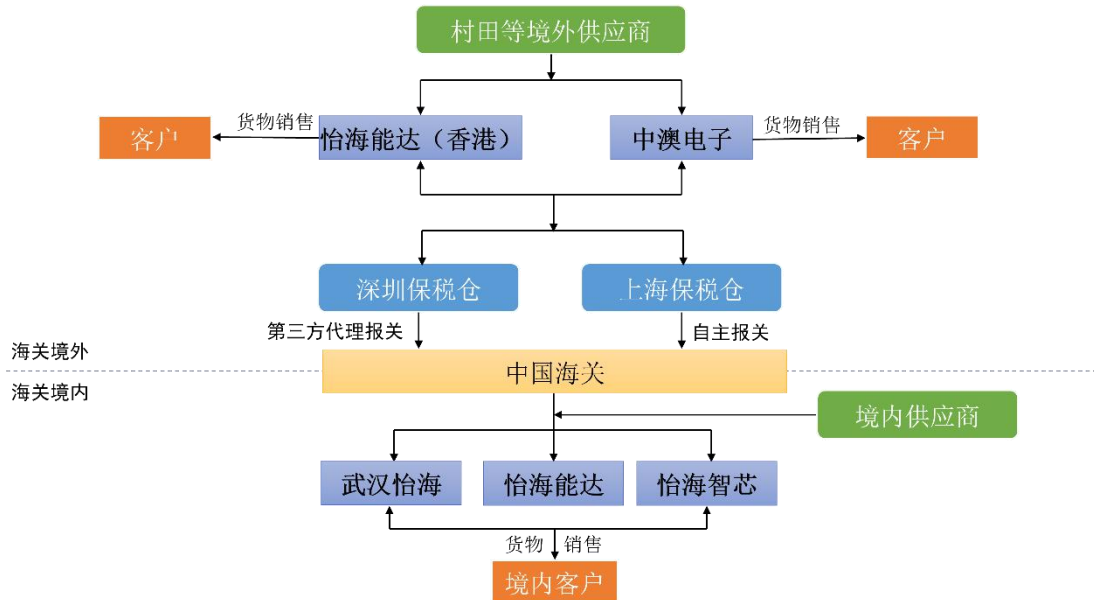 村田等境外供应商
货物销售
货物销售
客户
怡海能达（香港）
中澳电子
客户
深圳保税仓
上海保税仓
第三方代理报关
自主报关
海关境外
中国海关
海关境内
境内供应商
武汉怡海
怡海能达
怡海智芯
货物 销售
境内客户